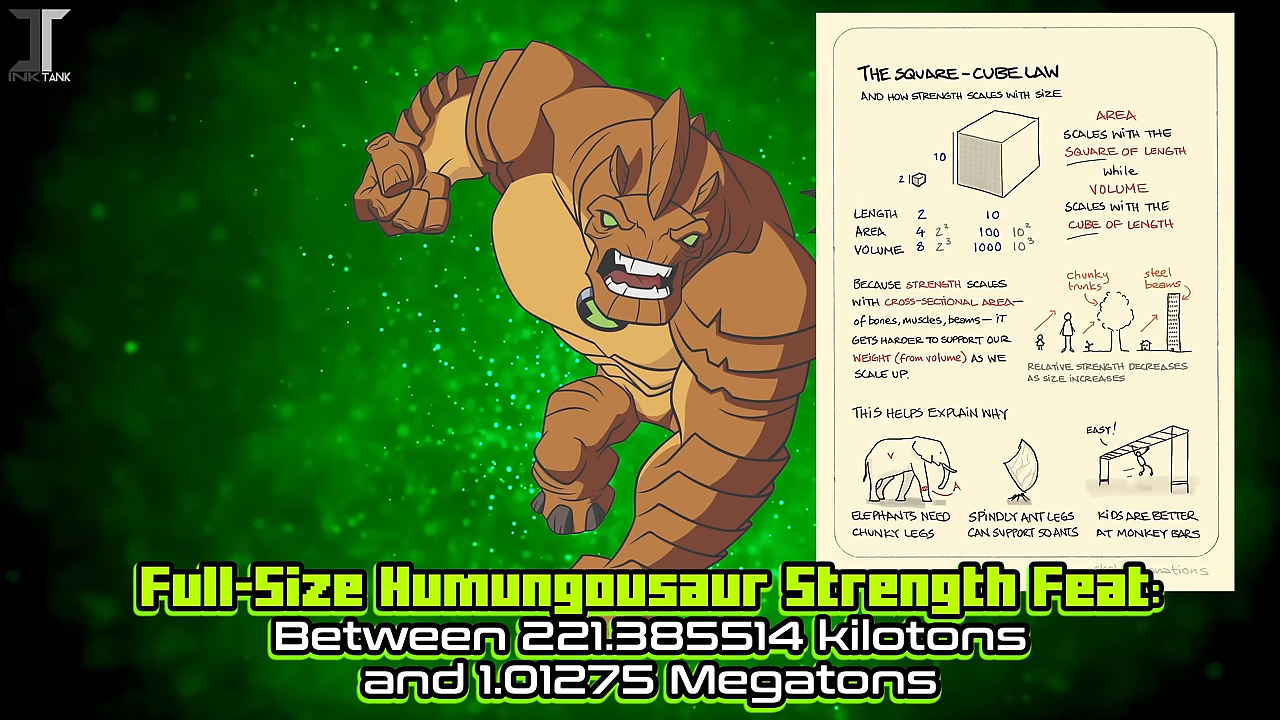 INK TANK
THE SQUARE-CUBE LAW
AND HOW STRENGTH SCALES WITH SIZE
10
2
AREA
SCALES WITH THE
SQUARE OF LENGTH
while
VOLUME
SCALES WITH THE
CUBE OF LENGTH
LENGTH 2 10
AREA 4 2² 100 10²
VOLUME 8 2³ 1000 10³
BECAUSE STRENGTH SCALES
WITH CROSS-SECTIONAL AREA—
of bones, muscles, beams — IT
GETS HARDER TO SUPPORT OUR
WEIGHT (from volume) AS WE
SCALE UP.
chunky
trunks
steel
beams
RELATIVE STRENGTH DECREASES
AS SIZE INCREASES
THIS HELPS EXPLAIN WHY
V
A
ELEPHANTS NEED
CHUNKY LEGS
SPINDLY ANT LEGS
CAN SUPPORT 50 ANTS
EASY!
KIDS ARE BETTER
AT MONKEY BARS
Full-Size Humungousaur Strength Feat:
Between 221.385514 kilotons
and 1.01275 Megatons